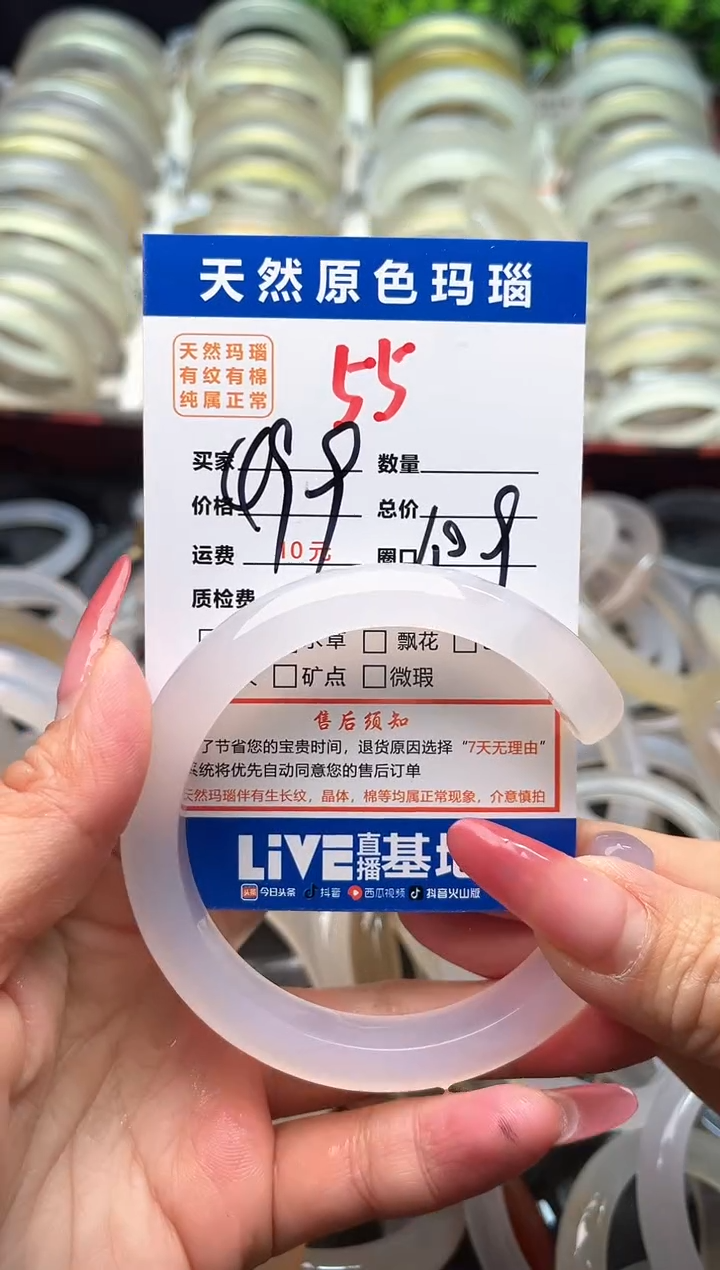 天然原色玛瑙
天然玛瑙
有纹有棉
纯属正常
55
买家 数量
价格 总价
运费 10元 圈口
质检费
水草 飘花
矿点 微瑕
售后须知
了节省您的宝贵时间，退货原因选择“7天无理由”
系统将优先自动同意您的售后订单
天然玛瑙伴有生长纹，晶体，棉等均属正常现象，介意慎拍
LIVE直播基地
头条 今日头条 抖音 西瓜视频 抖音火山版